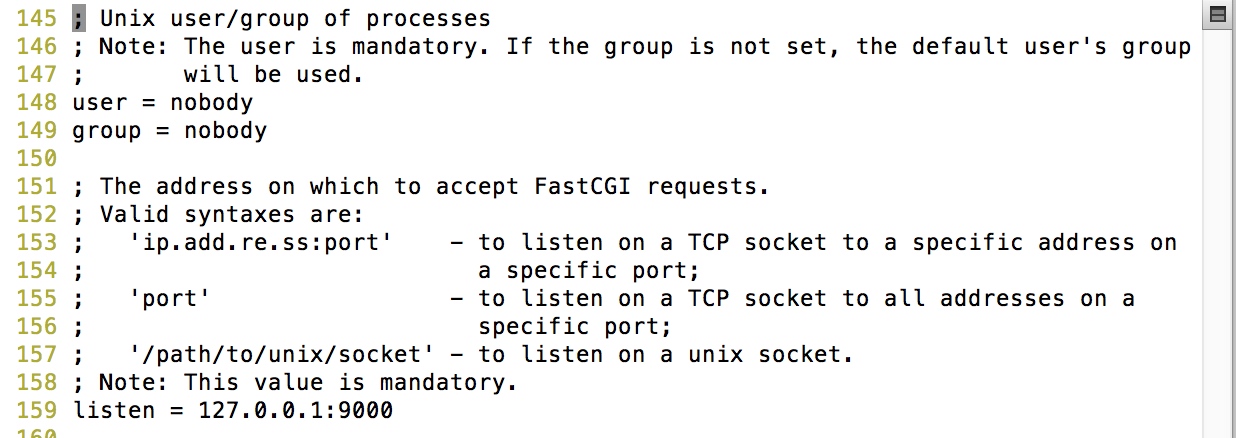 145 ; Unix user/group of processes
146 ; Note: The user is mandatory. If the group is not set, the default user's group
147 ;       will be used.
148 user = nobody
149 group = nobody
150
151 ; The address on which to accept FastCGI requests.
152 ; Valid syntaxes are:
153 ;   'ip.add.re.ss:port'    - to listen on a TCP socket to a specific address on
154 ;                            a specific port;
155 ;   'port'                 - to listen on a TCP socket to all addresses on a
156 ;                            specific port;
157 ;   '/path/to/unix/socket' - to listen on a unix socket.
158 ; Note: This value is mandatory.
159 listen = 127.0.0.1:9000
160